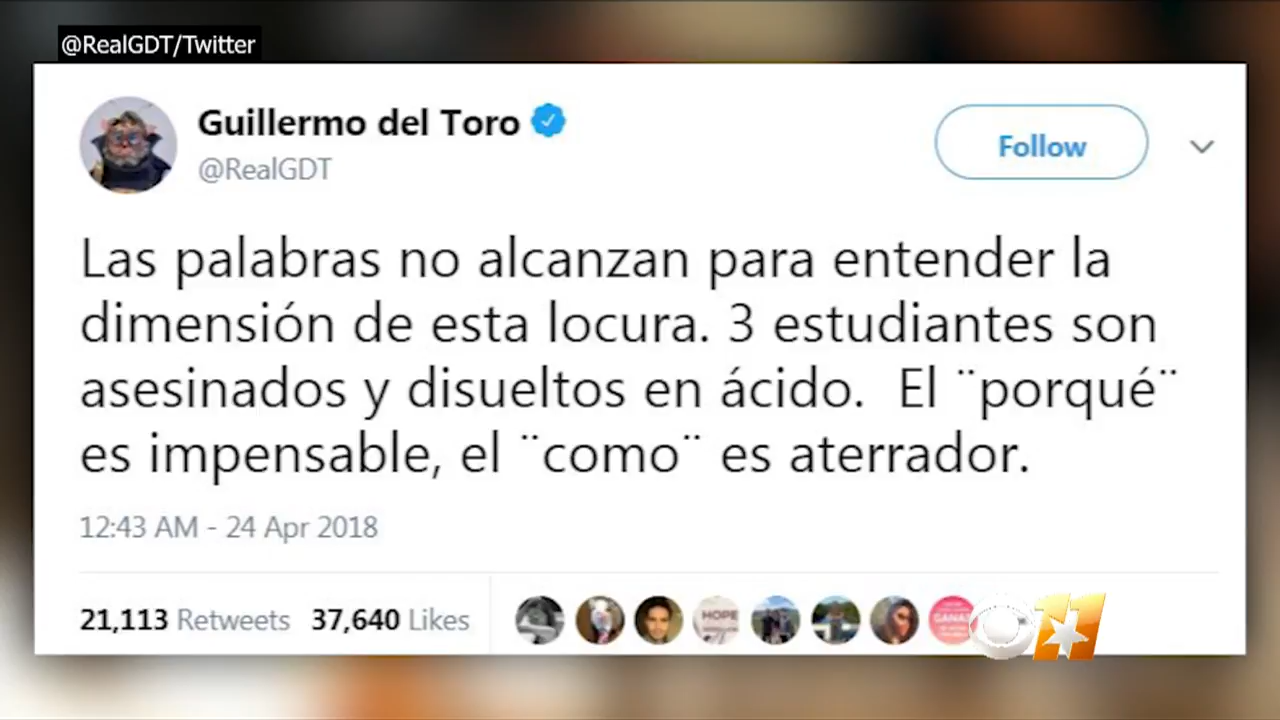 @RealGDT/Twitter
Guillermo del Toro
@RealGDT
Follow
Las palabras no alcanzan para entender la
dimensión de esta locura. 3 estudiantes son
asesinados y disueltos en ácido.  El ¨porqué¨
es impensable, el ¨como¨ es aterrador.
12:43 AM - 24 Apr 2018
21,113 Retweets 37,640 Likes
HOPE
11